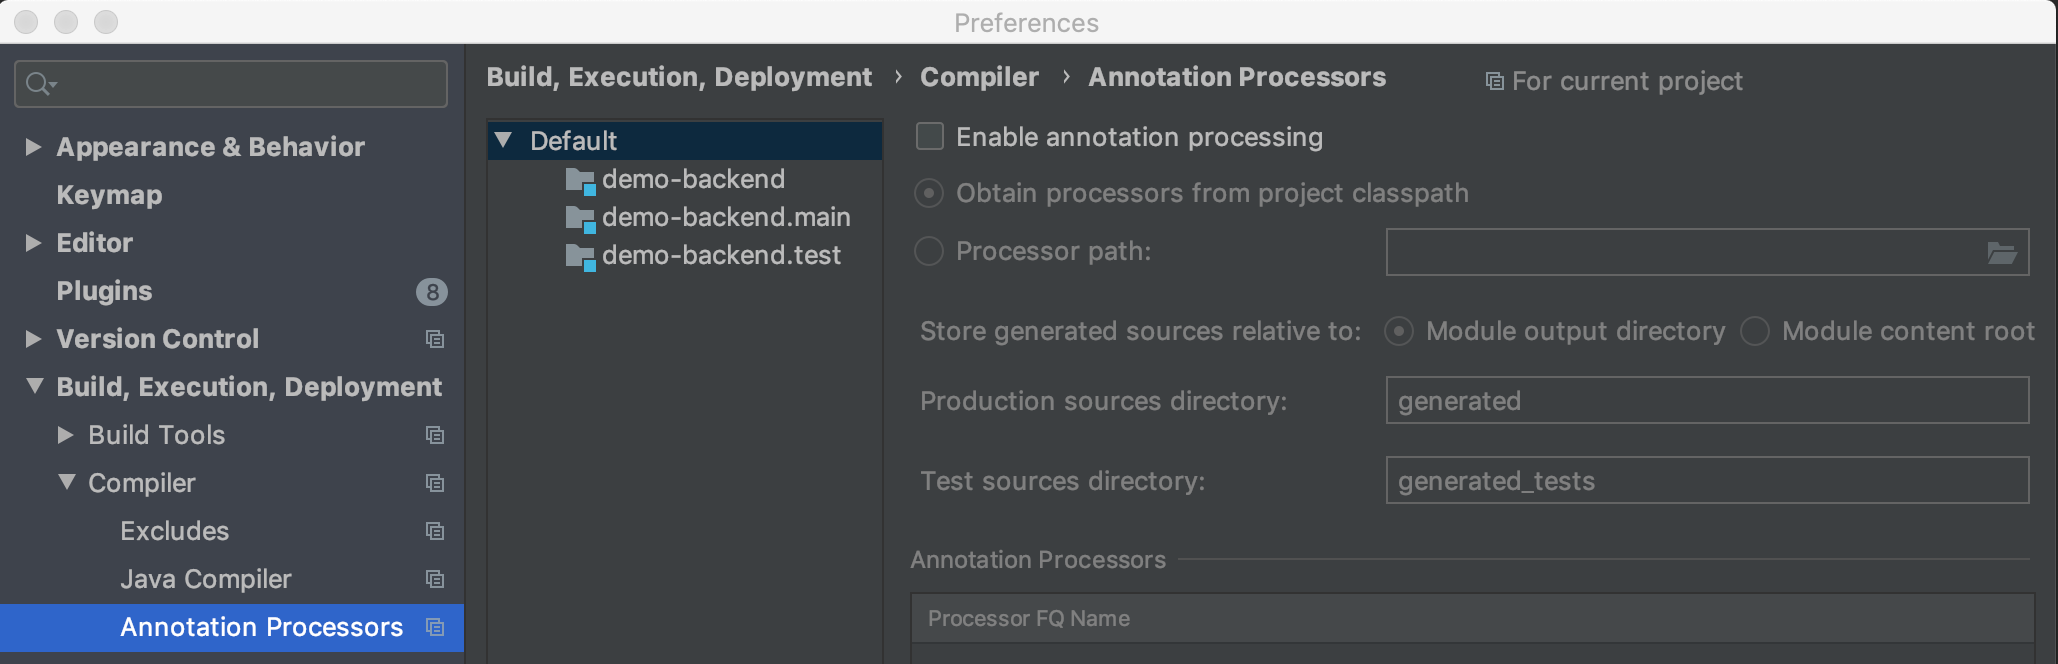 Preferences
Appearance & Behavior
Keymap
Editor
Plugins 8
Version Control
Build, Execution, Deployment
Build Tools
Compiler
Excludes
Java Compiler
Annotation Processors
Build, Execution, Deployment › Compiler › Annotation Processors For current project
Default
demo-backend
demo-backend.main
demo-backend.test
Enable annotation processing
Obtain processors from project classpath
Processor path:
Store generated sources relative to: Module output directory Module content root
Production sources directory: generated
Test sources directory: generated_tests
Annotation Processors
Processor FQ Name